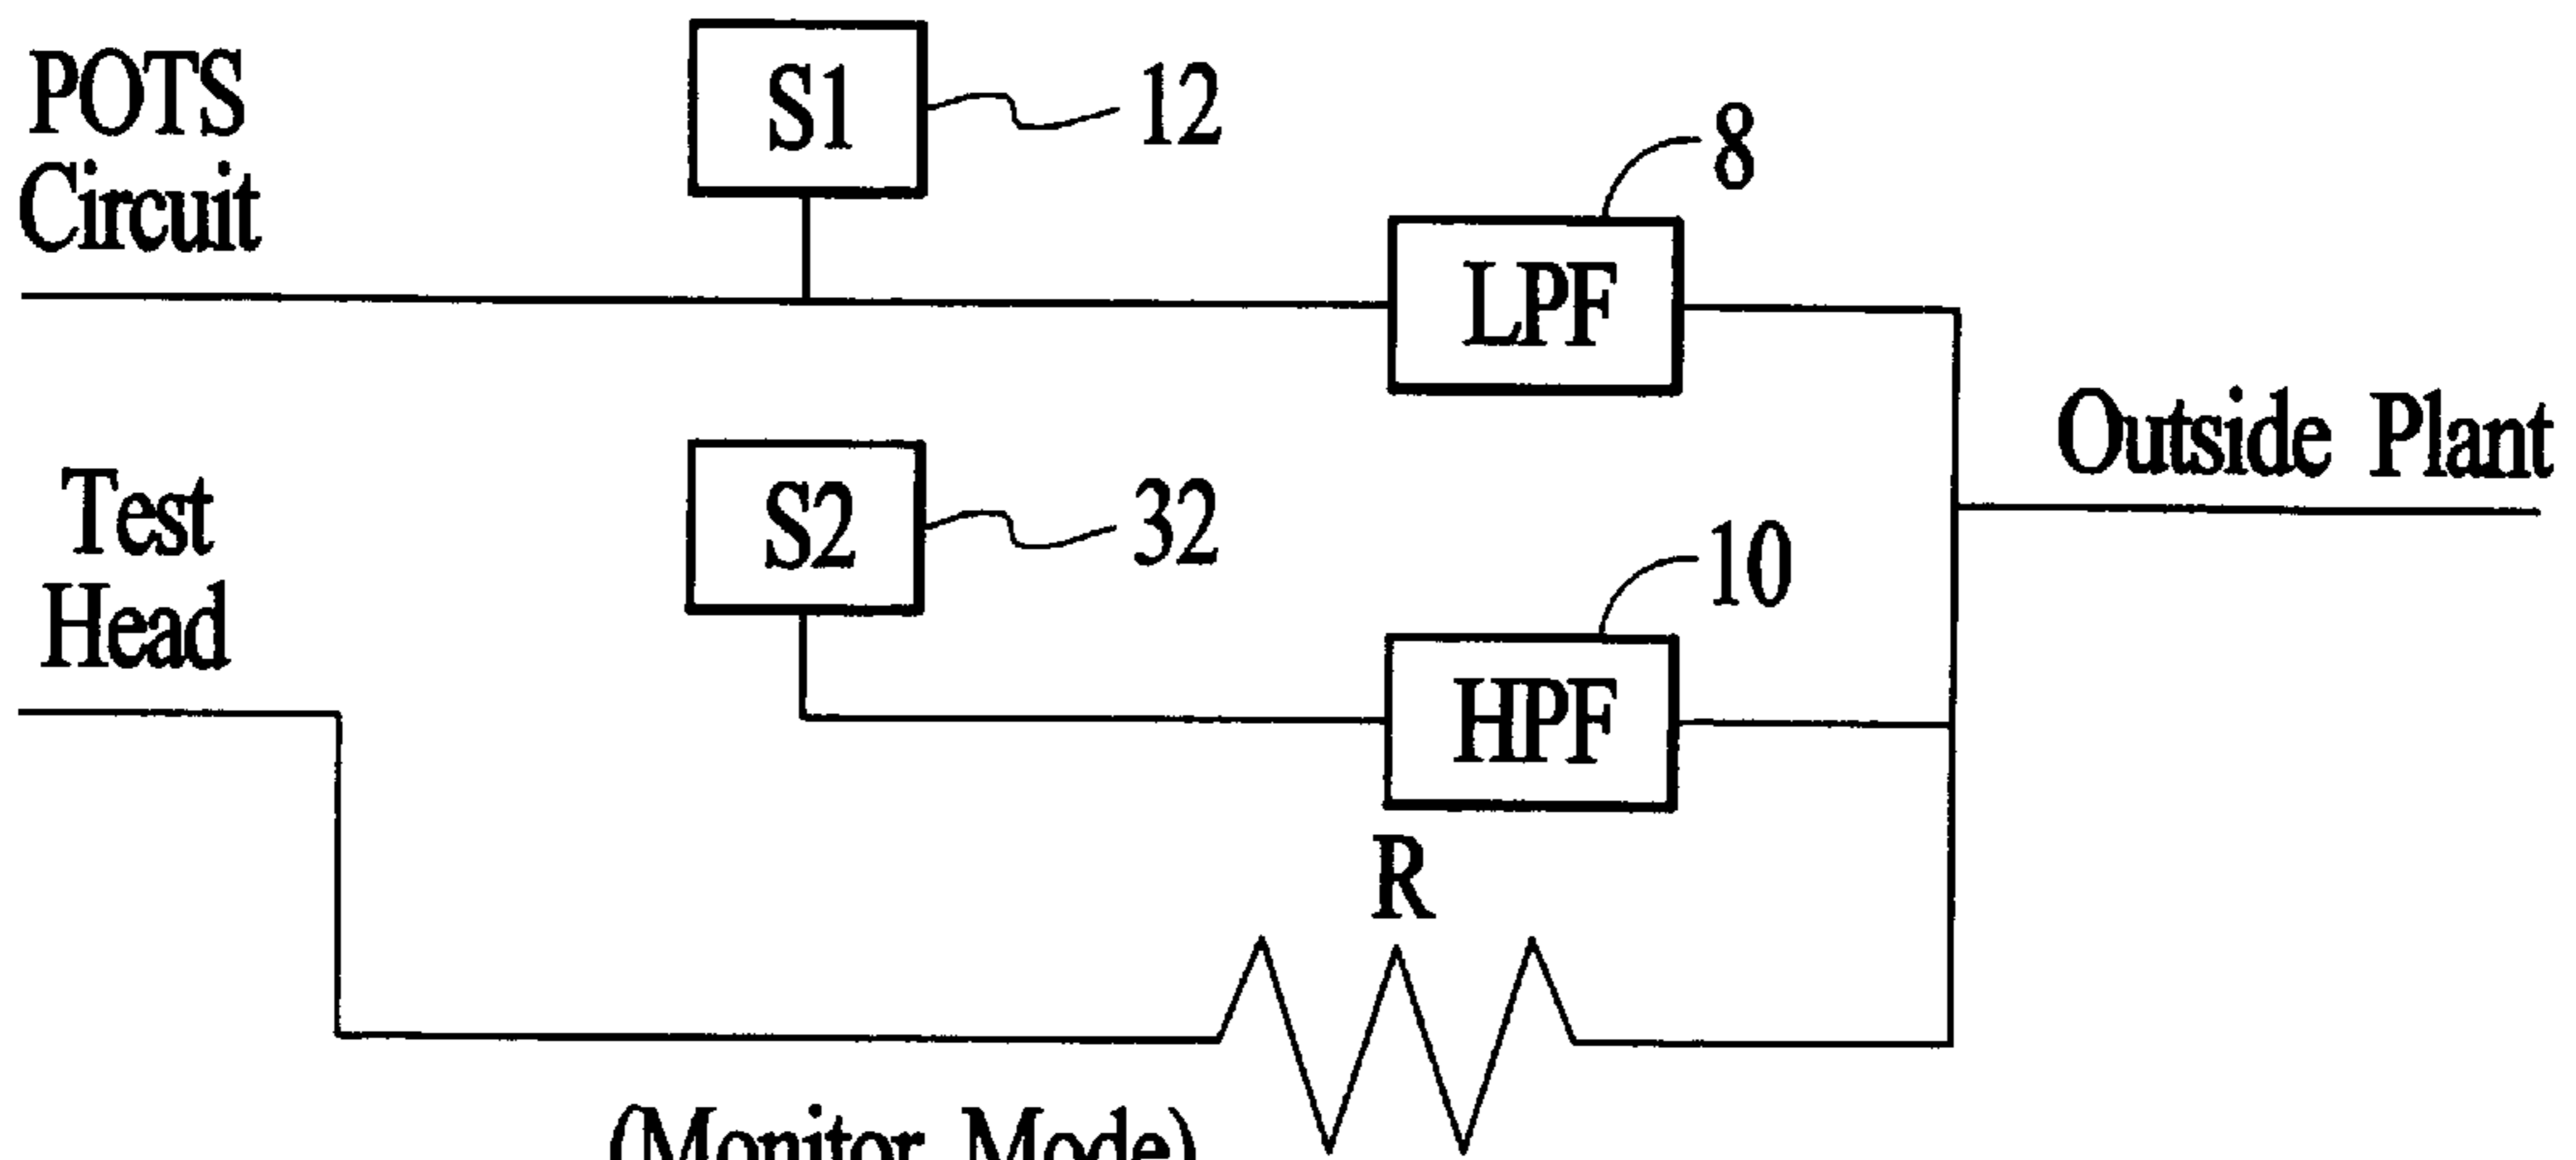 POTS
Circuit
S1
12
8
LPF
Outside Plant
Test
Head
S2
32
10
HPF
R
(Monitor Mode)